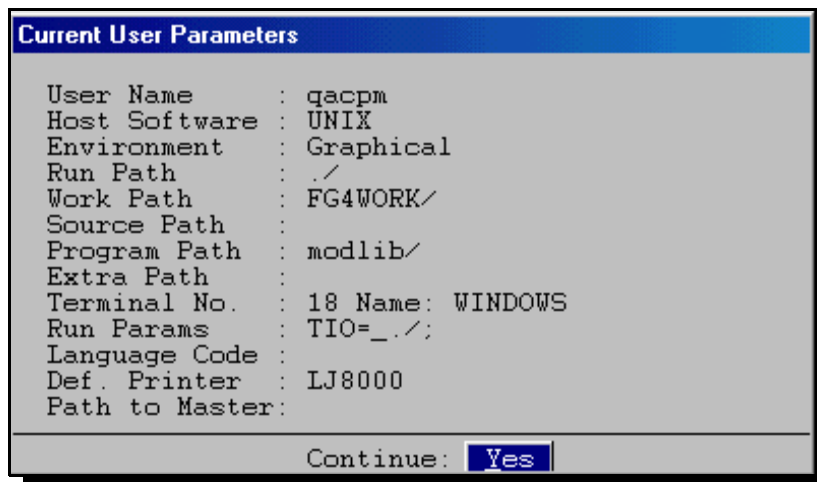 Current User Parameters
User Name : qacpm
Host Software : UNIX
Environment : Graphical
Run Path : ./
Work Path : FG4WORK/
Source Path :
Program Path : modlib/
Extra Path :
Terminal No. : 18 Name: WINDOWS
Run Params : TIO=_./;
Language Code :
Def. Printer : LJ8000
Path to Master:
Continue: Yes